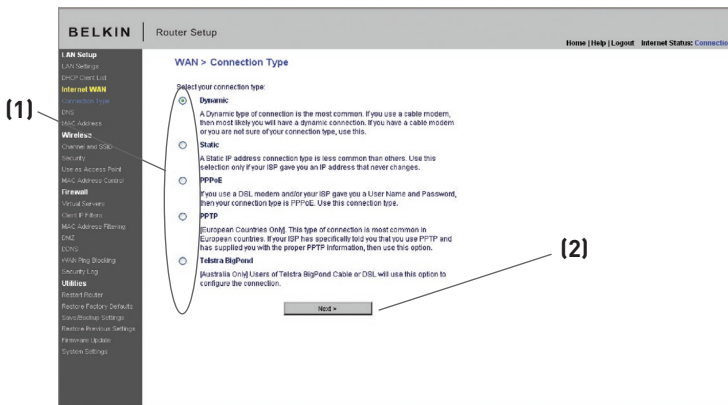 BELKIN
Router Setup
Home | Help | Logout Internet Status: Connectio
LAN Setup
LAN Settings
DHCP Client List
Internet WAN
Connection Type
DNS
MAC Address
Wireless
Channel and SSID
Security
Use as Access Point
MAC Address Control
Firewall
Virtual Servers
Client IP Filters
MAC Address Filtering
DMZ
DDNS
WAN Ping Blocking
Security Log
Utilities
Restart Router
Restore Factory Defaults
Save/Backup Settings
Restore Previous Settings
Firmware Update
System Settings
(1)
WAN > Connection Type
Select your connection type:
Dynamic
A Dynamic type of connection is the most common. If you use a cable modem,
then most likely you will have a dynamic connection. If you have a cable modem
or you are not sure of your connection type, use this.
Static
A Static IP address connection type is less common than others. Use this
selection only if your ISP gave you an IP address that never changes.
PPPoE
If you use a DSL modem and/or your ISP gave you a User Name and Password,
then your connection type is PPPoE. Use this connection type.
PPTP
[European Countries Only]. This type of connection is most common in
European countries. If your ISP has specifically told you that you use PPTP and
has supplied you with the proper PPTP information, then use this option.
Telstra BigPond
[Australia Only] Users of Telstra BigPond Cable or DSL will use this option to
configure the connection.
Next >
(2)